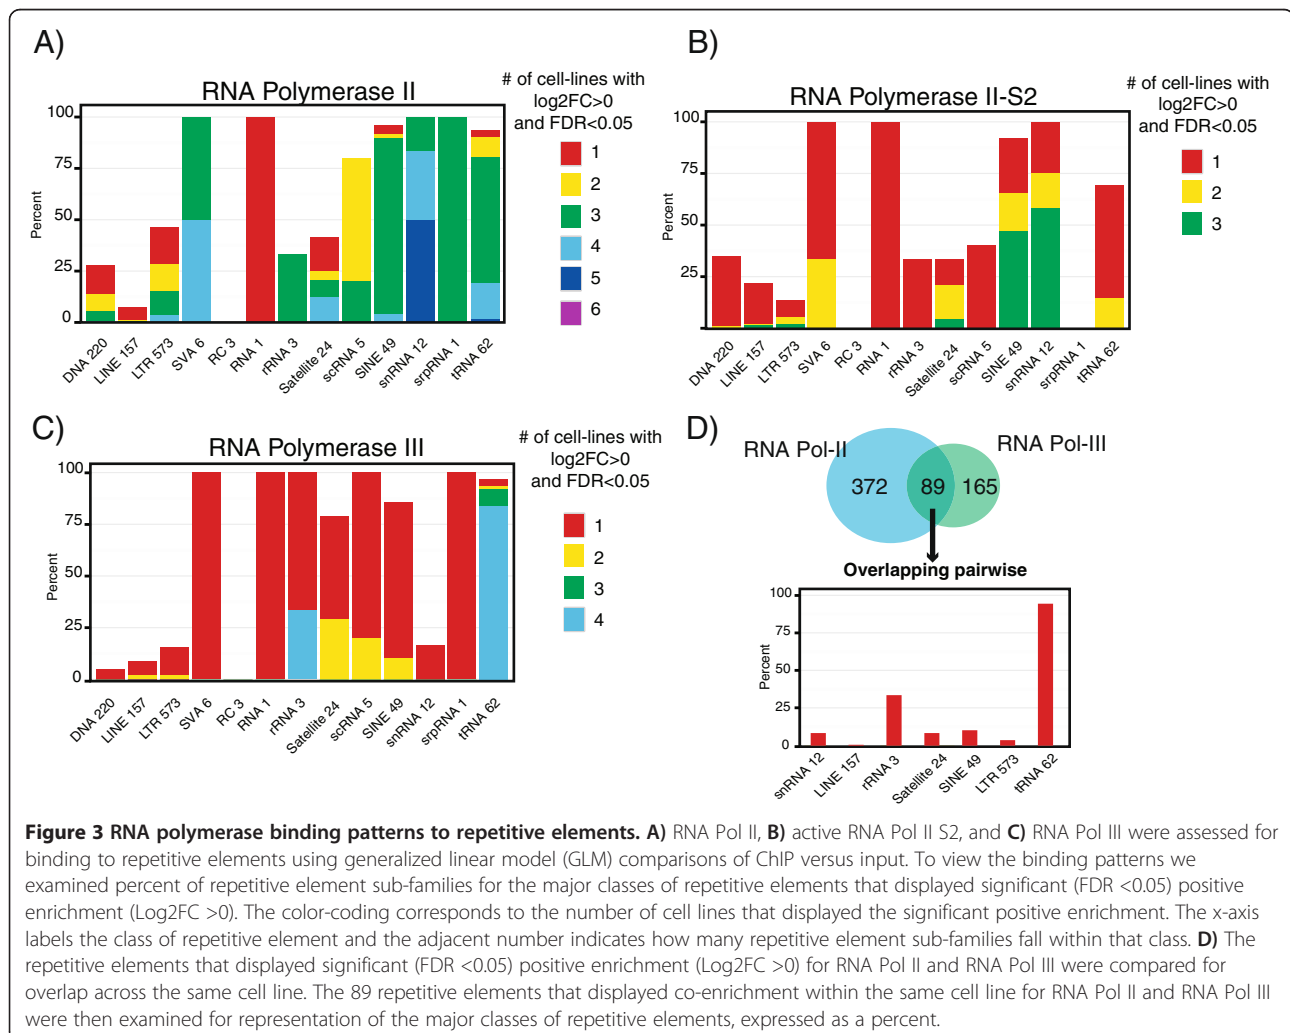 A)
RNA Polymerase II
# of cell-lines with
log2FC>0
and FDR<0.05
1
2
3
4
5
6
Percent
100
75
50
25
0
DNA 220
LINE 157
LTR 573
SVA 6
RC 3
RNA 1
rRNA 3
Satellite 24
scRNA 5
SINE 49
snRNA 12
srpRNA 1
tRNA 62
B)
RNA Polymerase II-S2
# of cell-lines with
log2FC>0
and FDR<0.05
1
2
3
Percent
100
75
50
25
DNA 220
LINE 157
LTR 573
SVA 6
RC 3
RNA 1
rRNA 3
Satellite 24
scRNA 5
SINE 49
snRNA 12
srpRNA 1
tRNA 62
C)
RNA Polymerase III
# of cell-lines with
log2FC>0
and FDR<0.05
1
2
3
4
Percent
100
75
50
25
0
DNA 220
LINE 157
LTR 573
SVA 6
RC 3
RNA 1
rRNA 3
Satellite 24
scRNA 5
SINE 49
snRNA 12
srpRNA 1
tRNA 62
D)
RNA Pol-II
RNA Pol-III
372
89
165
Overlapping pairwise
Percent
100
75
50
25
0
snRNA 12
LINE 157
rRNA 3
Satellite 24
SINE 49
LTR 573
tRNA 62
Figure 3 RNA polymerase binding patterns to repetitive elements. A) RNA Pol II, B) active RNA Pol II S2, and C) RNA Pol III were assessed for
binding to repetitive elements using generalized linear model (GLM) comparisons of ChIP versus input. To view the binding patterns we
examined percent of repetitive element sub-families for the major classes of repetitive elements that displayed significant (FDR <0.05) positive
enrichment (Log2FC >0). The color-coding corresponds to the number of cell lines that displayed the significant positive enrichment. The x-axis
labels the class of repetitive element and the adjacent number indicates how many repetitive element sub-families fall within that class. D) The
repetitive elements that displayed significant (FDR <0.05) positive enrichment (Log2FC >0) for RNA Pol II and RNA Pol III were compared for
overlap across the same cell line. The 89 repetitive elements that displayed co-enrichment within the same cell line for RNA Pol II and RNA Pol III
were then examined for representation of the major classes of repetitive elements, expressed as a percent.